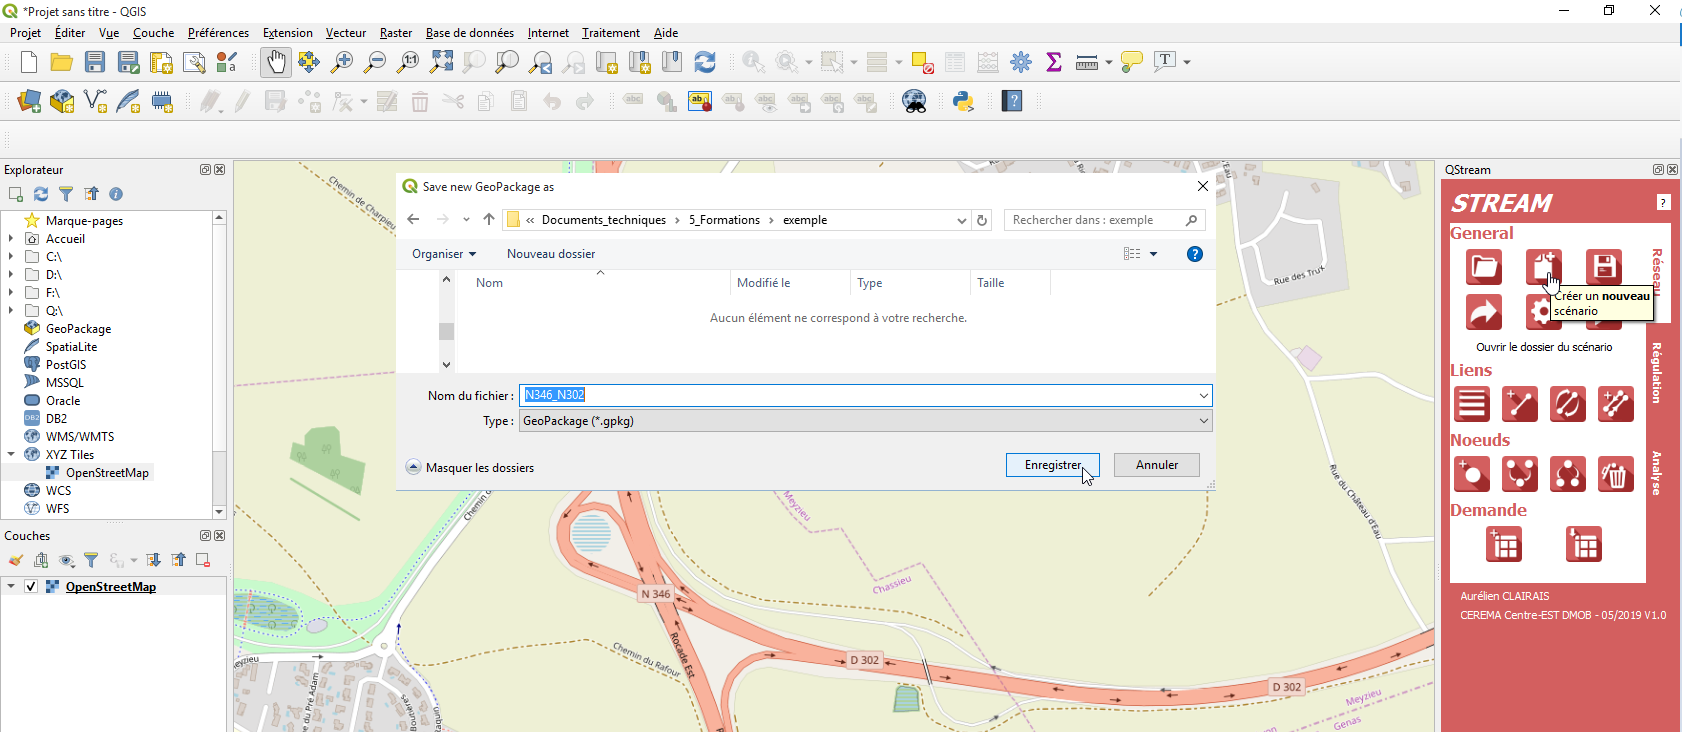 *Projet sans titre - QGIS
Projet Éditer Vue Couche Préférences Extension Vecteur Raster Base de données Internet Traitement Aide
Explorateur
Marque-pages
Accueil
C:\
D:\
F:\
Q:\
GeoPackage
SpatiaLite
PostGIS
MSSQL
Oracle
DB2
WMS/WMTS
XYZ Tiles
OpenStreetMap
WCS
WFS
Couches
OpenStreetMap
Save new GeoPackage as
« Documents_techniques › 5_Formations › exemple
Rechercher dans : exemple
Organiser
Nouveau dossier
Nom
Modifié le
Type
Taille
Aucun élément ne correspond à votre recherche.
Nom du fichier :
N346_N302
Type :
GeoPackage (*.gpkg)
Masquer les dossiers
Enregistrer
Annuler
Chemin de Charpieu
Rue des Trut
Rue du Château d'Eau
Meyzieu
Chassieu
N 346
Rocade Est
Chemin du Rafour
D 302
D 302
Meyzieu
Genas
eyzieu
du Pré Adam
QStream
STREAM
?
General
Réseau
Créer un nouveau
scénario
Ouvrir le dossier du scénario
Régulation
Liens
Noeuds
Analyse
Demande
Aurélien CLAIRAIS
CEREMA Centre-EST DMOB - 05/2019 V1.0